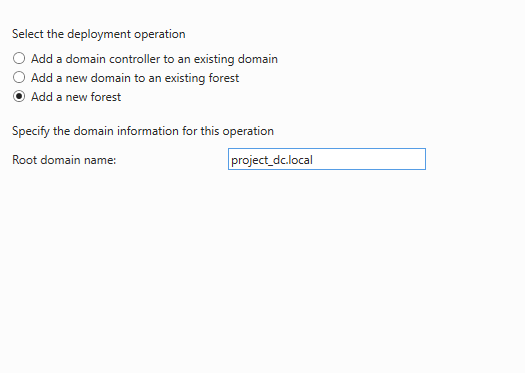 Select the deployment operation
Add a domain controller to an existing domain
Add a new domain to an existing forest
Add a new forest
Specify the domain information for this operation
Root domain name: project_dc.local